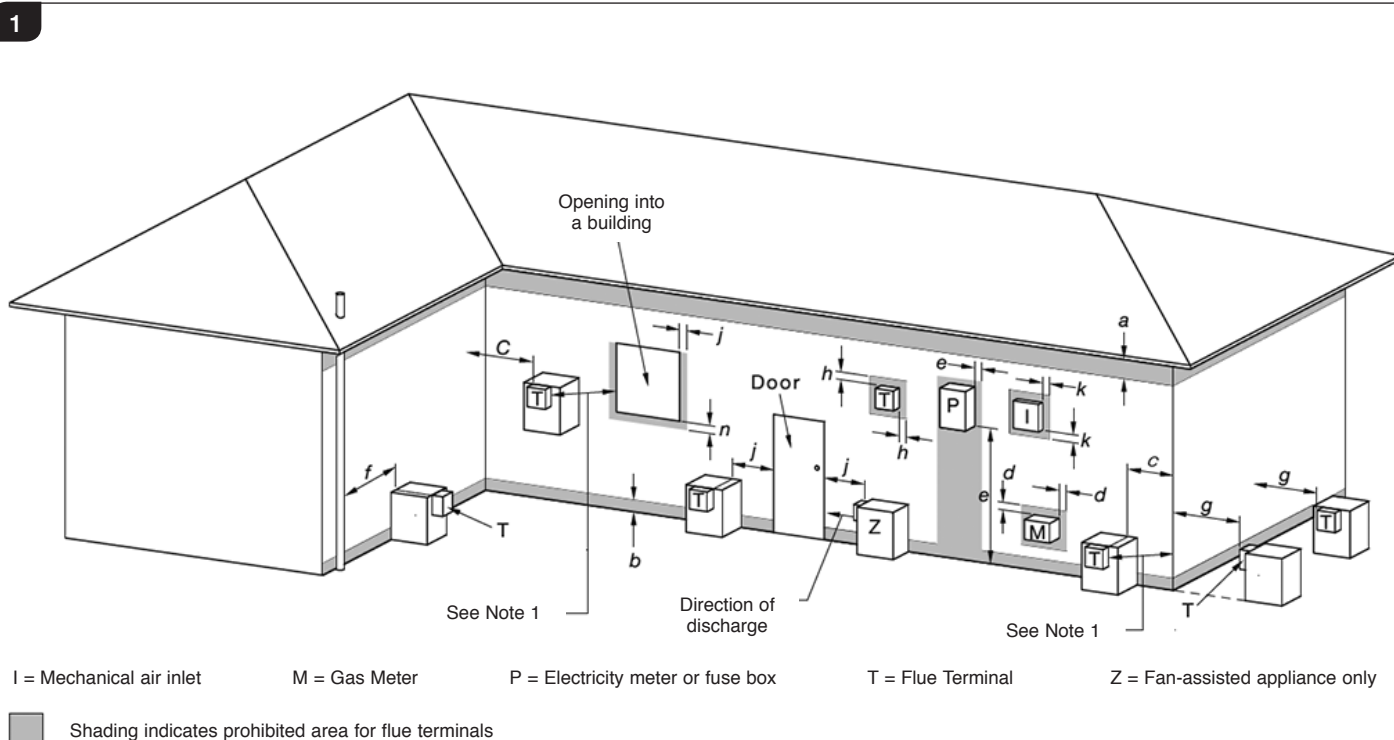 1
Opening into
a building
a
j
C
h
e
k
Door
T
T
P
I
n
h
k
j
j
d
c
f
e
d
g
g
T
Z
M
T
T
T
b
T
See Note 1
Direction of
discharge
See Note 1
I = Mechanical air inlet
M = Gas Meter
P = Electricity meter or fuse box
T = Flue Terminal
Z = Fan-assisted appliance only
Shading indicates prohibited area for flue terminals